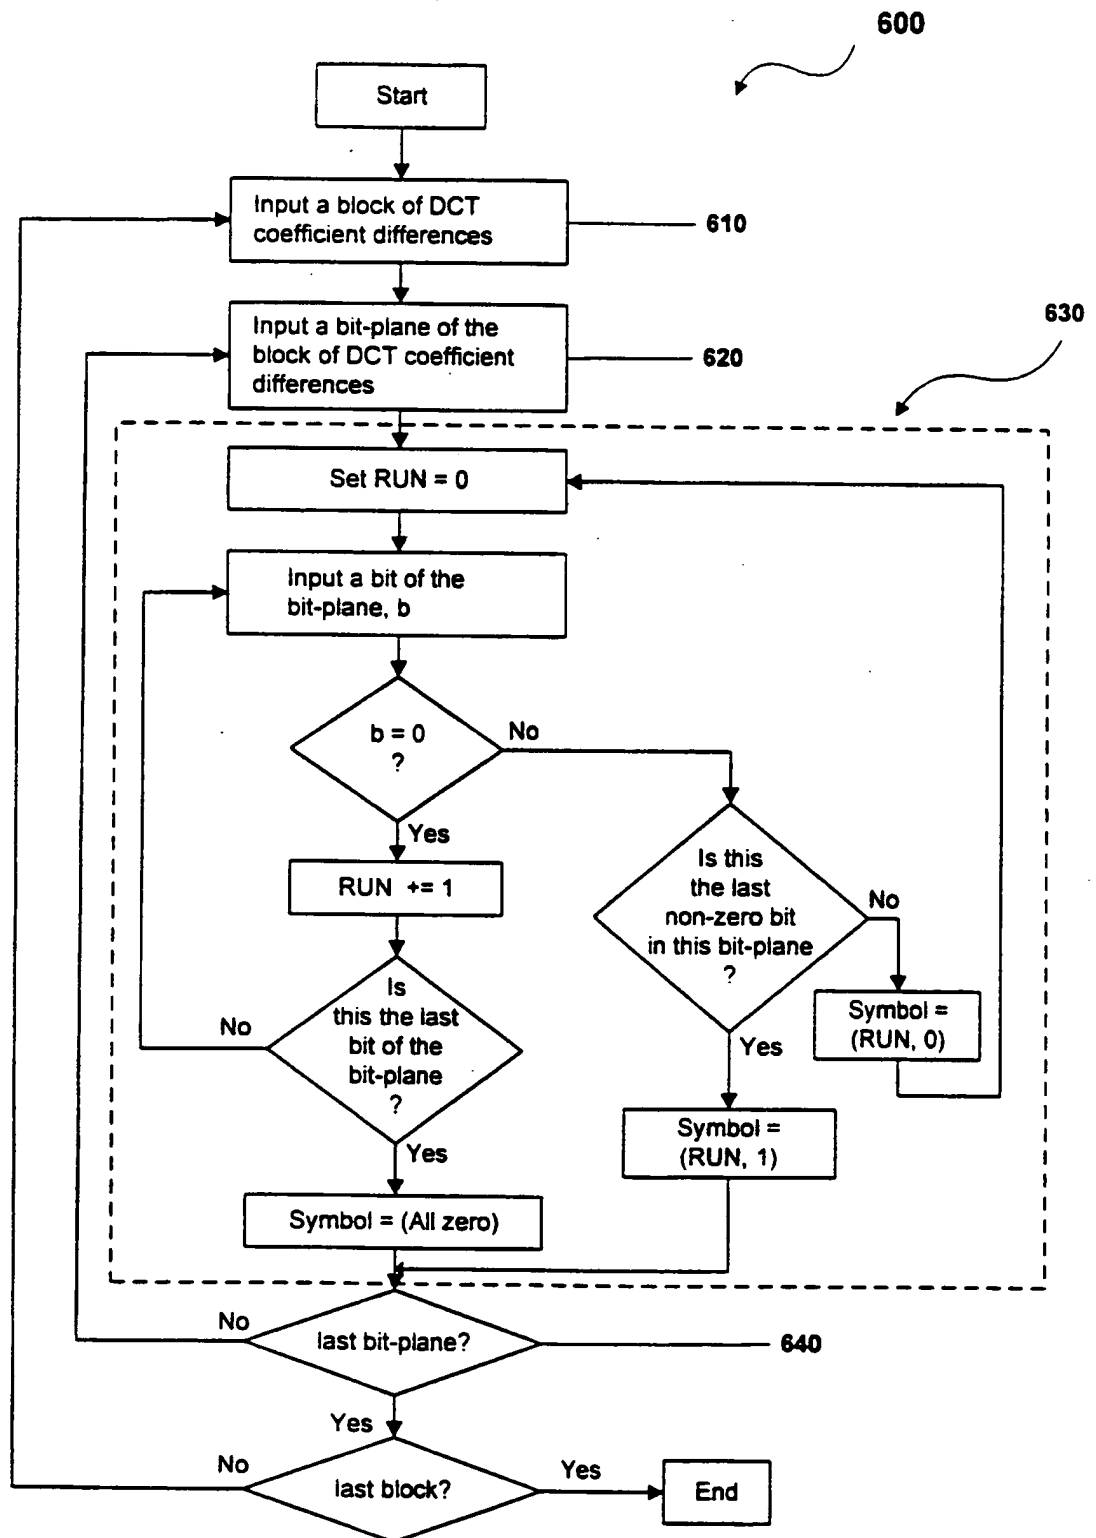 600
Start
Input a block of DCT
coefficient differences
610
Input a bit-plane of the
block of DCT coefficient
differences
620
630
Set RUN = 0
Input a bit of the
bit-plane, b
b = 0
?
No
Yes
RUN += 1
Is this
the last
non-zero bit
in this bit-plane
?
No
Symbol =
(RUN, 0)
Yes
Symbol =
(RUN, 1)
Is
this the last
bit of the
bit-plane
?
No
Yes
Symbol = (All zero)
No
last bit-plane?
640
Yes
No
last block?
Yes
End